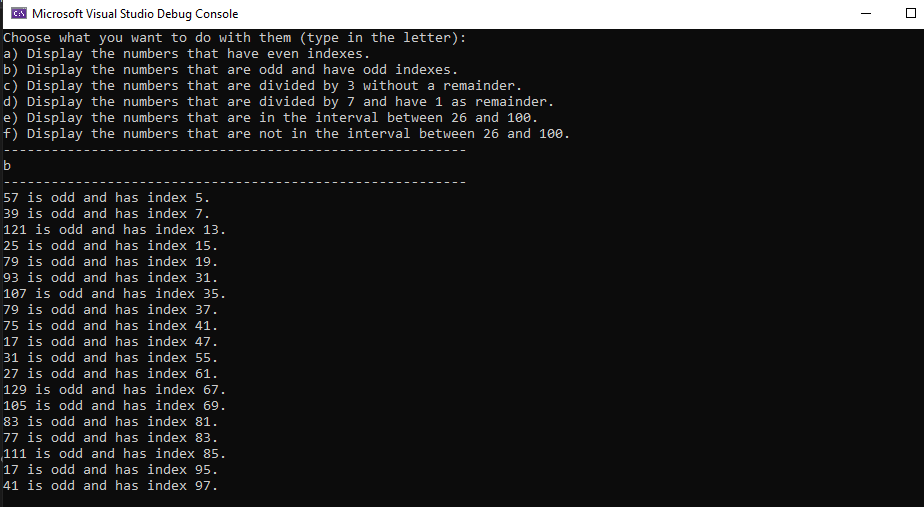 Microsoft Visual Studio Debug Console
Choose what you want to do with them (type in the letter):
a) Display the numbers that have even indexes.
b) Display the numbers that are odd and have odd indexes.
c) Display the numbers that are divided by 3 without a remainder.
d) Display the numbers that are divided by 7 and have 1 as remainder.
e) Display the numbers that are in the interval between 26 and 100.
f) Display the numbers that are not in the interval between 26 and 100.
----------------------------------------------------------
b
----------------------------------------------------------
57 is odd and has index 5.
39 is odd and has index 7.
121 is odd and has index 13.
25 is odd and has index 15.
79 is odd and has index 19.
93 is odd and has index 31.
107 is odd and has index 35.
79 is odd and has index 37.
75 is odd and has index 41.
17 is odd and has index 47.
31 is odd and has index 55.
27 is odd and has index 61.
129 is odd and has index 67.
105 is odd and has index 69.
83 is odd and has index 81.
77 is odd and has index 83.
111 is odd and has index 85.
17 is odd and has index 95.
41 is odd and has index 97.